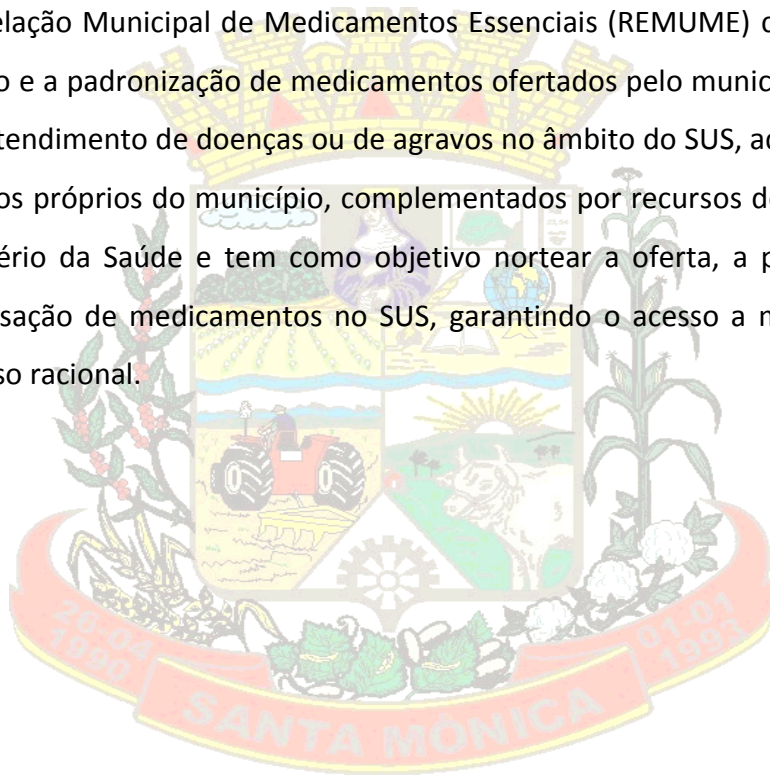 elação Municipal de Medicamentos Essenciais (REMUME) c
o e a padronização de medicamentos ofertados pelo munic
tendimento de doenças ou de agravos no âmbito do SUS, ac
os próprios do município, complementados por recursos d
ério da Saúde e tem como objetivo nortear a oferta, a p
sação de medicamentos no SUS, garantindo o acesso a m
so racional.
26-04
1990
01-01
1993
SANTA MÔNICA